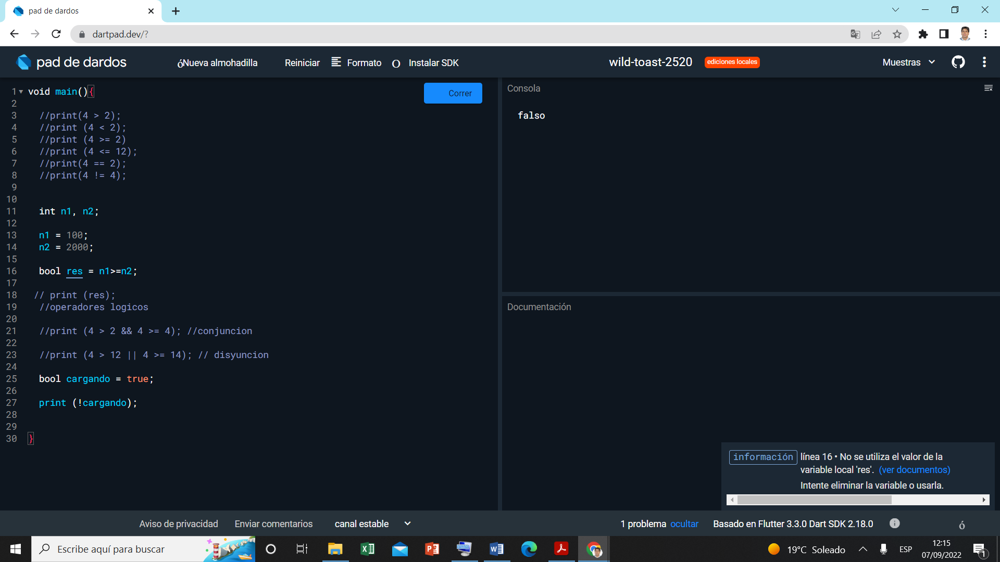 pad de dardos
dartpad.dev/?
pad de dardos
óNueva almohadilla
Reiniciar
Formato
O Instalar SDK
wild-toast-2520
ediciones locales
Muestras
1 void main(){
2
3 //print(4 > 2);
4 //print (4 < 2);
5 //print (4 >= 2)
6 //print (4 <= 12);
7 //print(4 == 2);
8 //print(4 != 4);
9
10
11 int n1, n2;
12
13 n1 = 100;
14 n2 = 2000;
15
16 bool res = n1>=n2;
17
18 // print (res);
19 //operadores logicos
20
21 //print (4 > 2 && 4 >= 4); //conjuncion
22
23 //print (4 > 12 || 4 >= 14); // disyuncion
24
25 bool cargando = true;
26
27 print (!cargando);
28
29
30 }
Correr
Consola
falso
Documentación
información línea 16 • No se utiliza el valor de la
variable local 'res'. (ver documentos)
Intente eliminar la variable o usarla.
Aviso de privacidad
Enviar comentarios
canal estable
1 problema ocultar
Basado en Flutter 3.3.0 Dart SDK 2.18.0
ó
Escribe aquí para buscar
19°C Soleado
ESP
12:15
07/09/2022
1